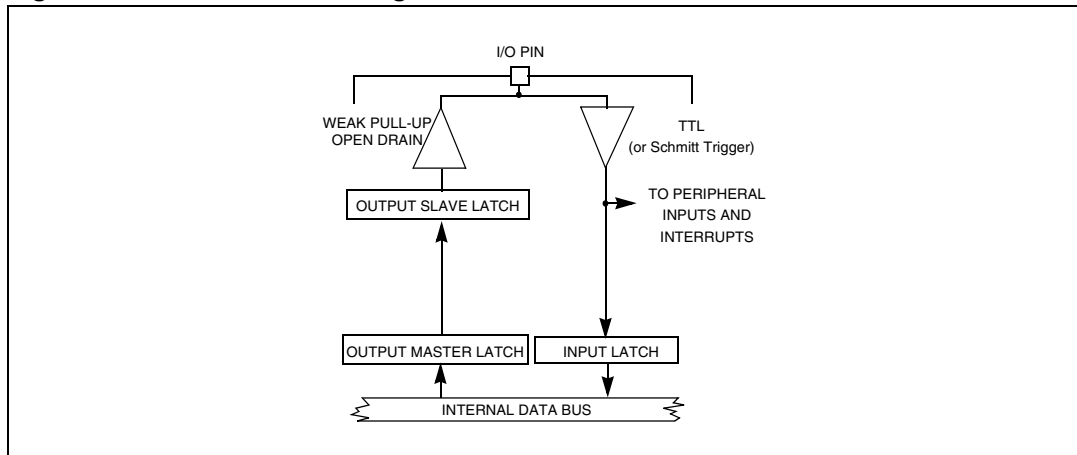 I/O PIN
WEAK PULL-UP
OPEN DRAIN
TTL
(or Schmitt Trigger)
OUTPUT SLAVE LATCH
TO PERIPHERAL
INPUTS AND
INTERRUPTS
OUTPUT MASTER LATCH
INPUT LATCH
INTERNAL DATA BUS